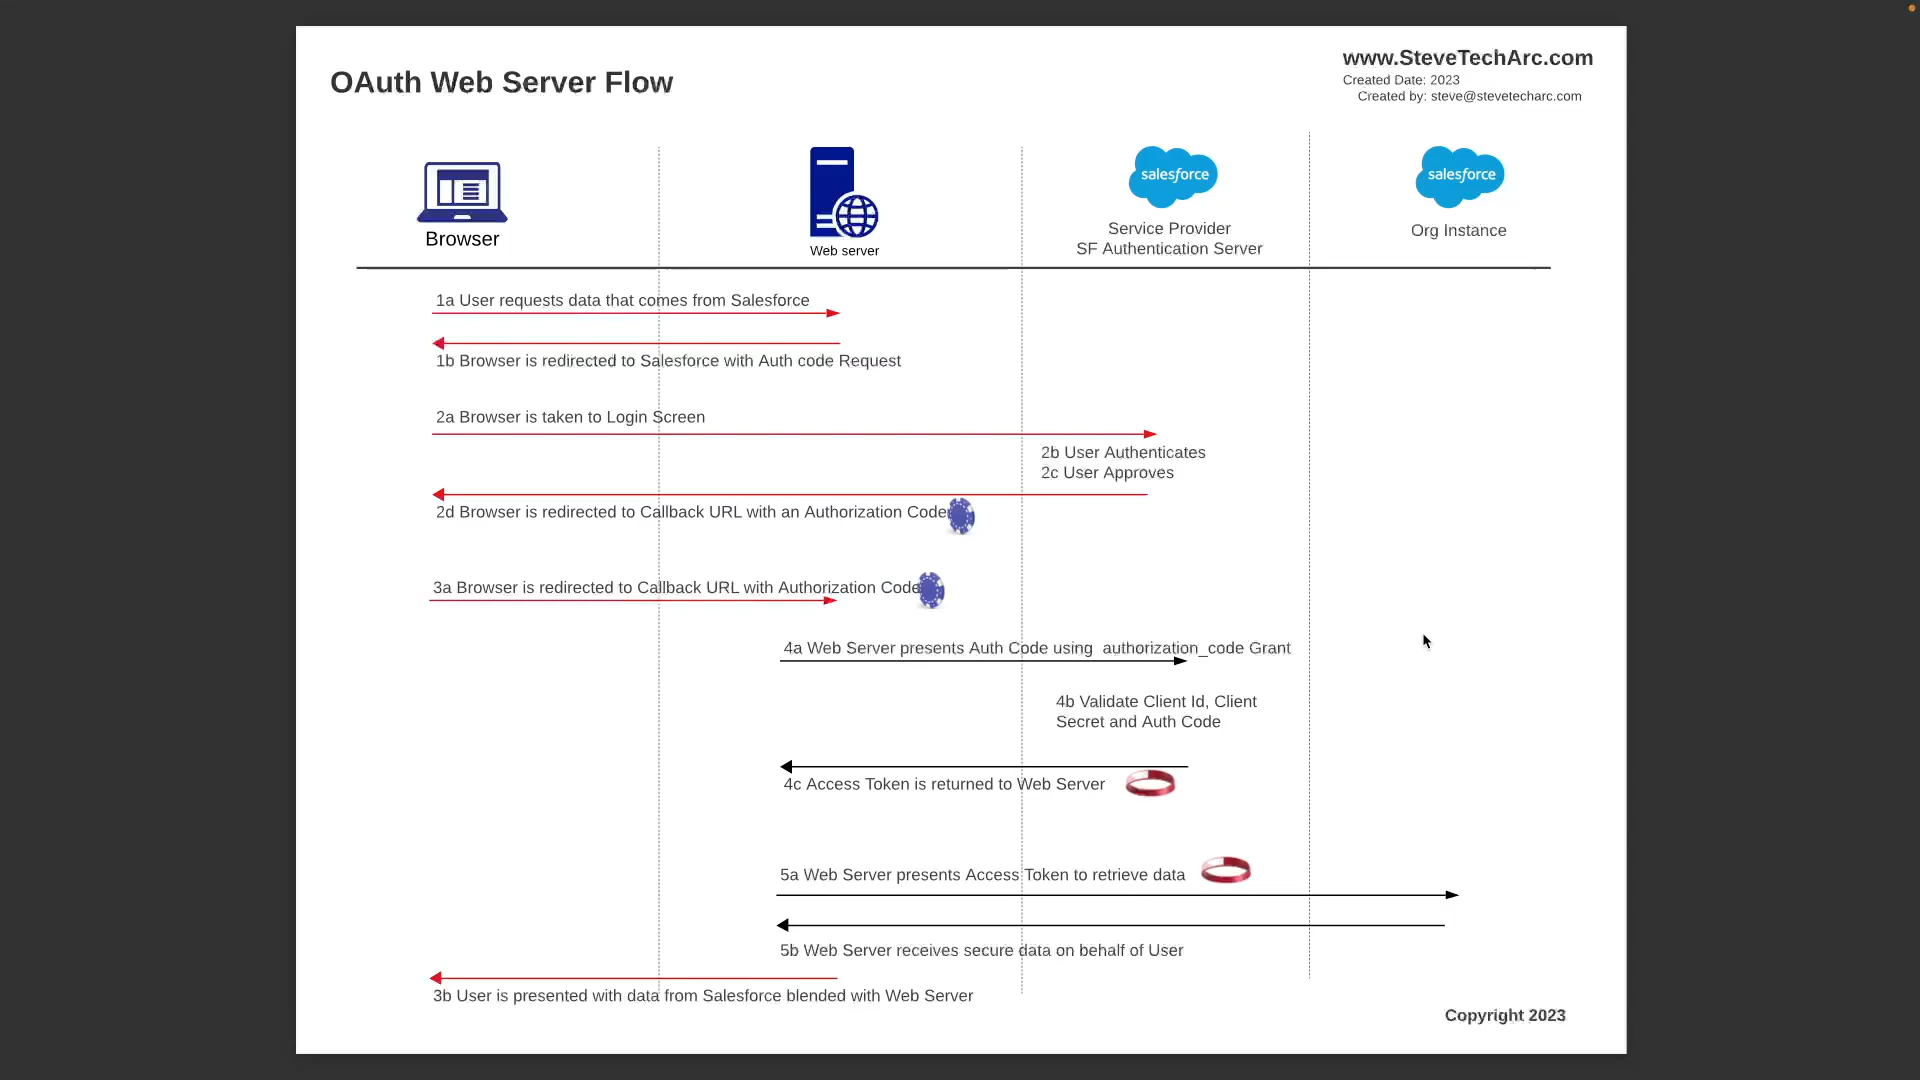 www.SteveTechArc.com
OAuth Web Server Flow
Created Date: 2023
Created by: steve@stevetecharc.com
salesforce
salesforce
Browser
Web server
Service Provider
SF Authentication Server
Org Instance
1a User requests data that comes from Salesforce
1b Browser is redirected to Salesforce with Auth code Request
2a Browser is taken to Login Screen
2b User Authenticates
2c User Approves
2d Browser is redirected to Callback URL with an Authorization Code
3a Browser is redirected to Callback URL with Authorization Code
4a Web Server presents Auth Code using  authorization_code Grant
4b Validate Client Id, Client
Secret and Auth Code
4c Access Token is returned to Web Server
5a Web Server presents Access Token to retrieve data
5b Web Server receives secure data on behalf of User
3b User is presented with data from Salesforce blended with Web Server
Copyright 2023